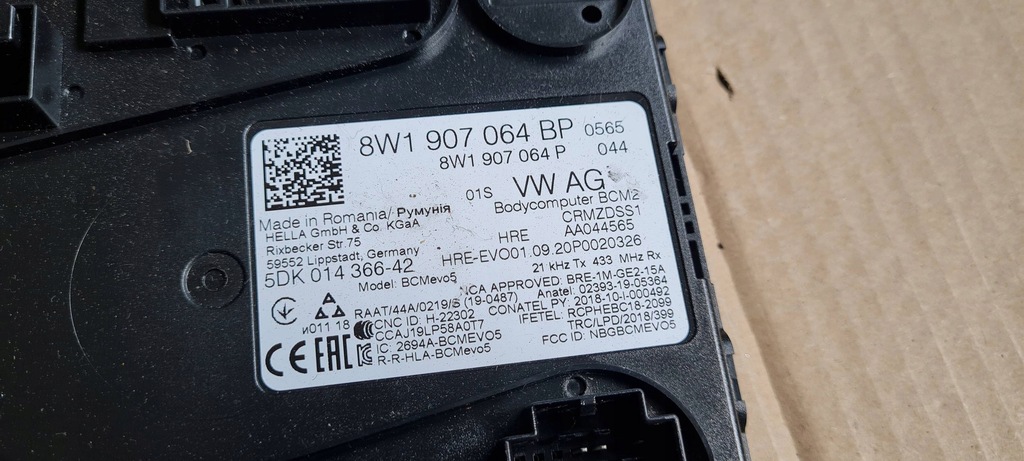 8W1 907 064 BP 0565
8W1 907 064 P 044
01S VW AG
Bodycomputer BCM2
Made in Romania/ Румунія
HELLA GmbH & Co. KGaA
Rixbecker Str.75
59552 Lippstadt, Germany
5DK 014 366-42
Model: BCMevo5
CRMZDSS1
HRE AA044565
HRE-EVO01.09.20P0020326
21 kHz Tx 433 MHz Rx
NCA APPROVED: BRE-1M-GE2-15A
Anatel: 02393-19-05364
CONATEL PY: 2018-10-I-000492
IFETEL: RCPHEBC18-2099
TRC/LPD/2018/399
FCC ID: NBGBCMEVO5
RAAT/44A/0219/S (19-0487)
CNC ID: H-22302
CCAJ19LP58A0T7
IC: 2694A-BCMEVO5
R-R-HLA-BCMevo5
и011 18
CE EAC